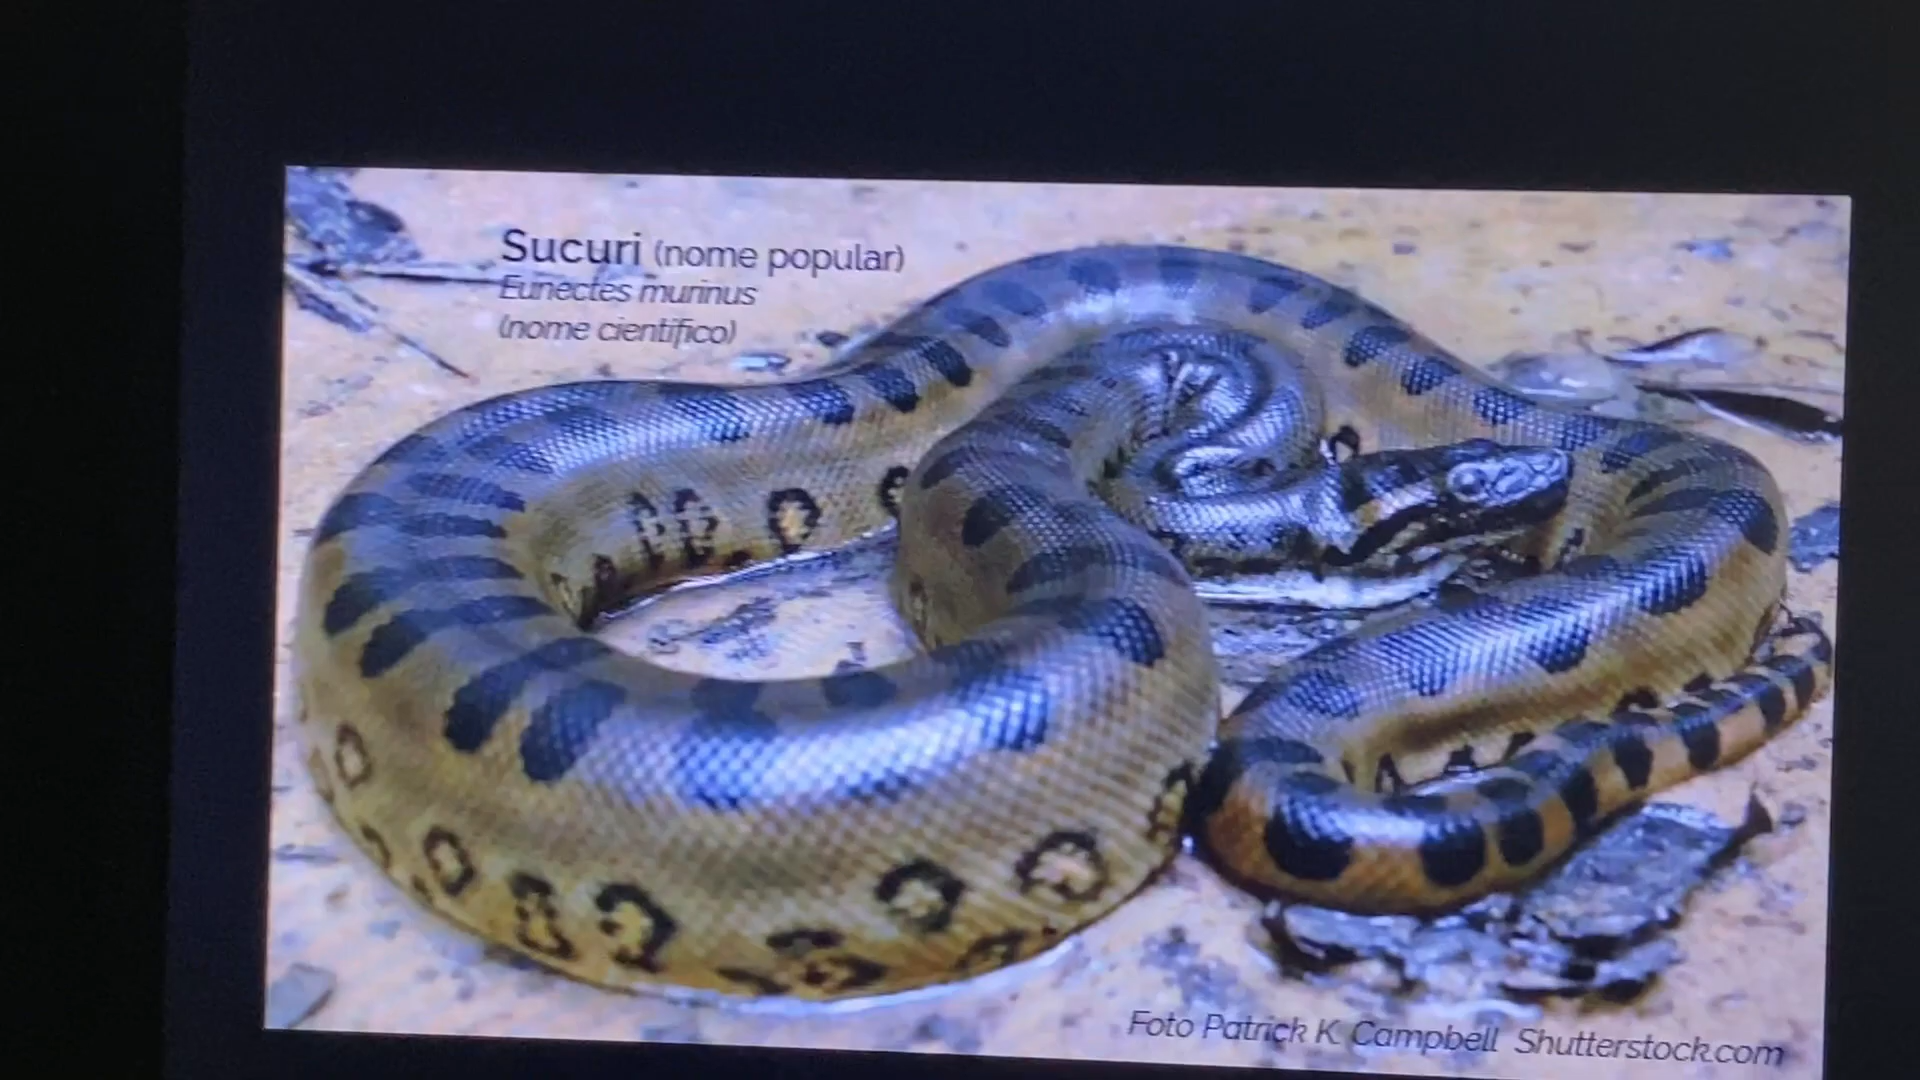 Sucuri (nome popular)
Eunectes murinus
(nome científico)
Foto Patrick K Campbell Shutterstock.com